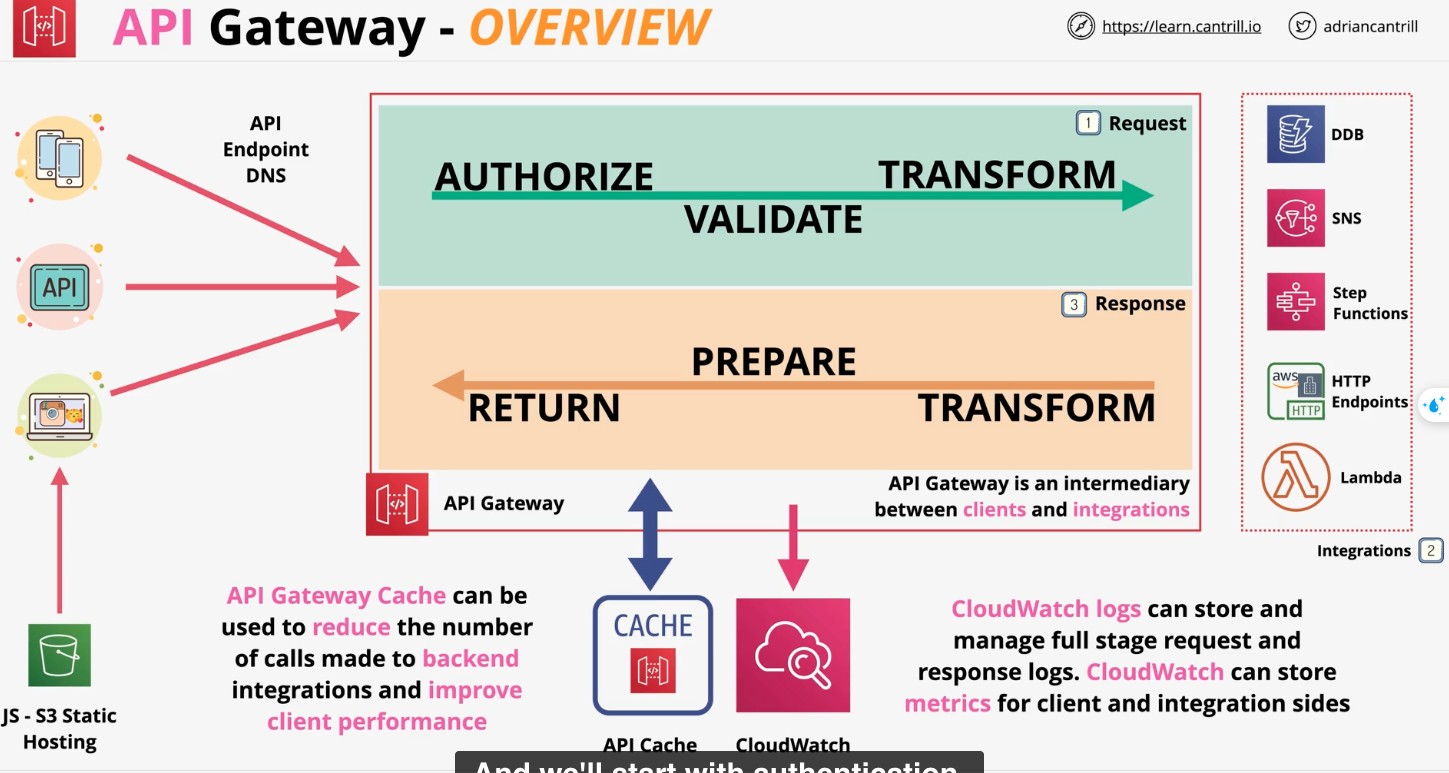 API Gateway - OVERVIEW
https://learn.cantrill.io
adriancantrill
API
Endpoint
DNS
API
1 Request
AUTHORIZE
TRANSFORM
VALIDATE
3 Response
PREPARE
RETURN
TRANSFORM
API Gateway
API Gateway is an intermediary
between clients and integrations
DDB
SNS
Step
Functions
aws
HTTP
HTTP
Endpoints
Lambda
Integrations 2
JS - S3 Static
Hosting
API Gateway Cache can be
used to reduce the number
of calls made to backend
integrations and improve
client performance
CACHE
API Cache
CloudWatch
CloudWatch logs can store and
manage full stage request and
response logs. CloudWatch can store
metrics for client and integration sides
And we'll start with authentication